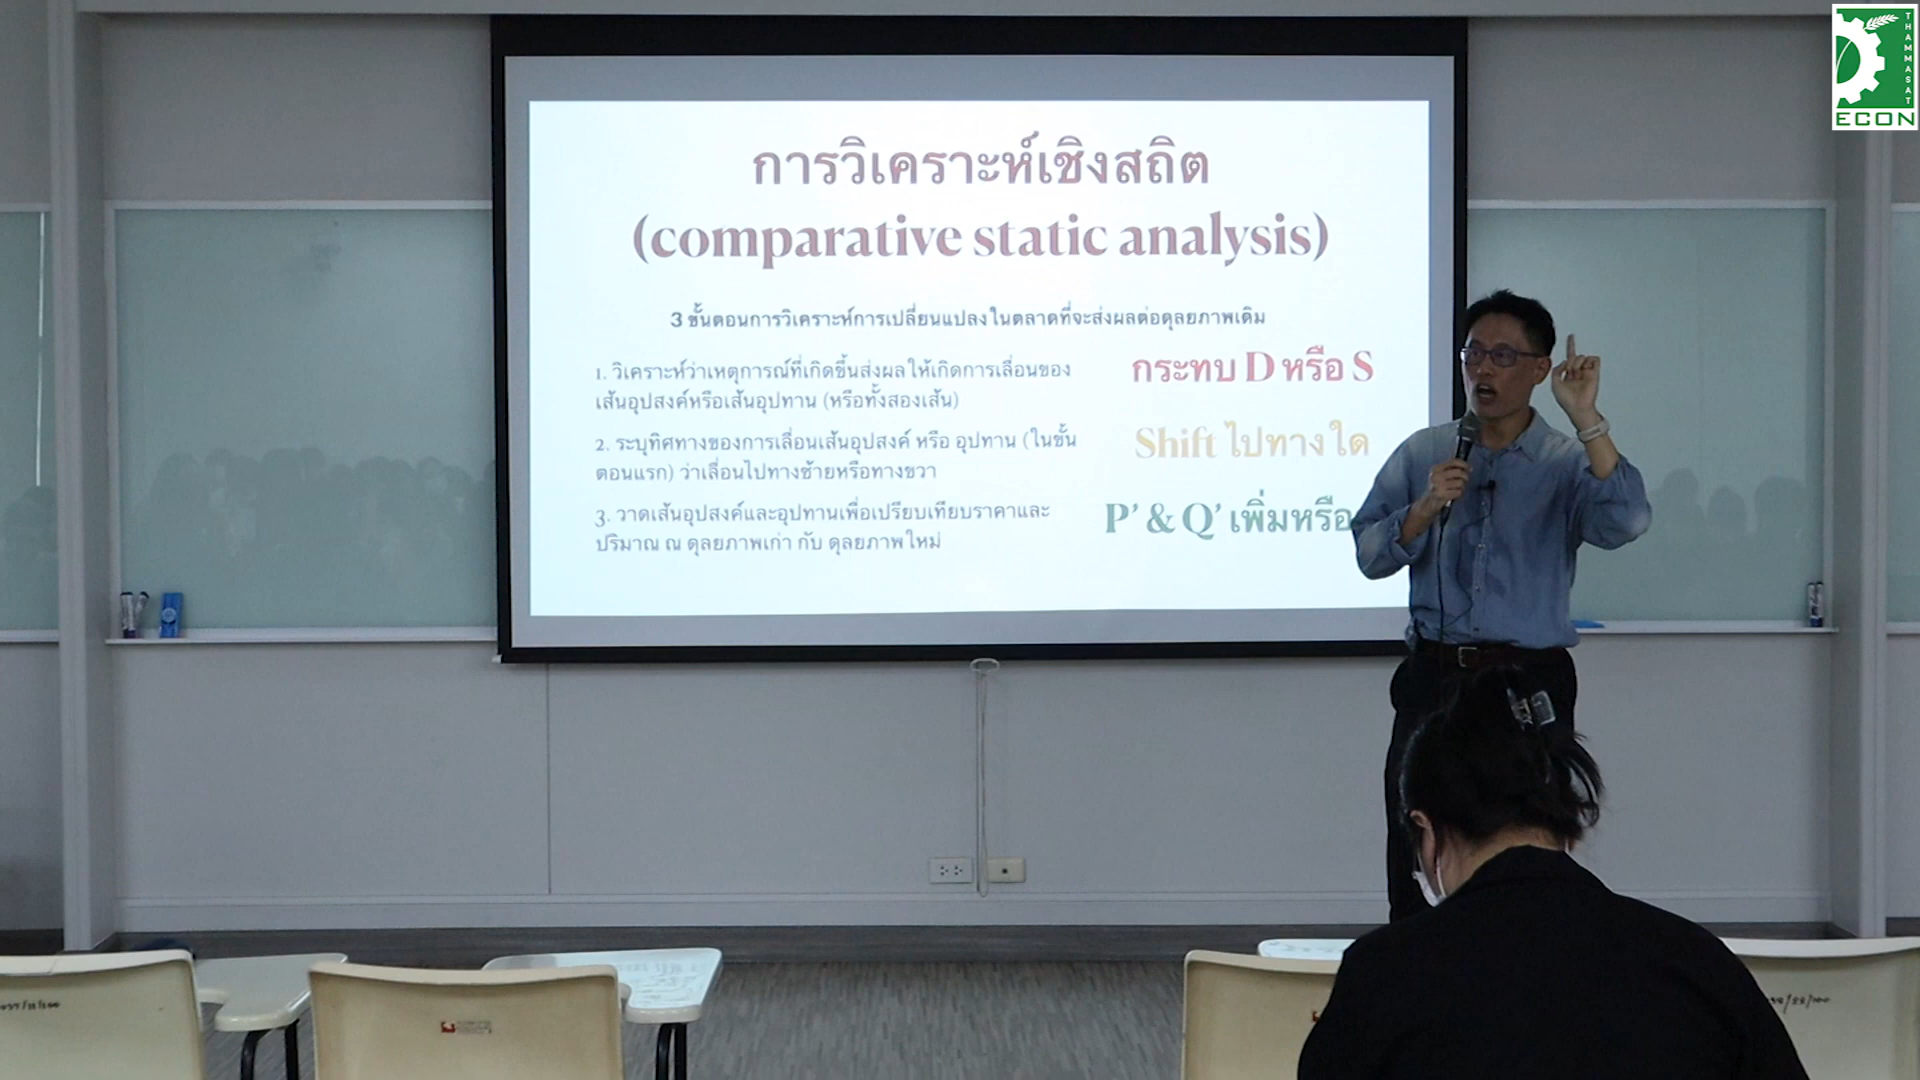 การวิเคราะห์เชิงสถิต
(comparative static analysis)
3 ขั้นตอนการวิเคราะห์การเปลี่ยนแปลงในตลาดที่จะส่งผลต่อดุลยภาพเดิม
1. วิเคราะห์ว่าเหตุการณ์ที่เกิดขึ้นส่งผลให้เกิดการเลื่อนของ
เส้นอุปสงค์หรือเส้นอุปทาน (หรือทั้งสองเส้น)
กระทบ D หรือ S
2. ระบุทิศทางของการเลื่อนเส้นอุปสงค์ หรือ อุปทาน (ในขั้น
ตอนแรก) ว่าเลื่อนไปทางซ้ายหรือทางขวา
Shift ไปทางใด
3. วาดเส้นอุปสงค์และอุปทานเพื่อเปรียบเทียบราคาและ
ปริมาณ ณ ดุลยภาพเก่า กับ ดุลยภาพใหม่
P’ & Q’ เพิ่มหรือ
THAMMASAT
ECON